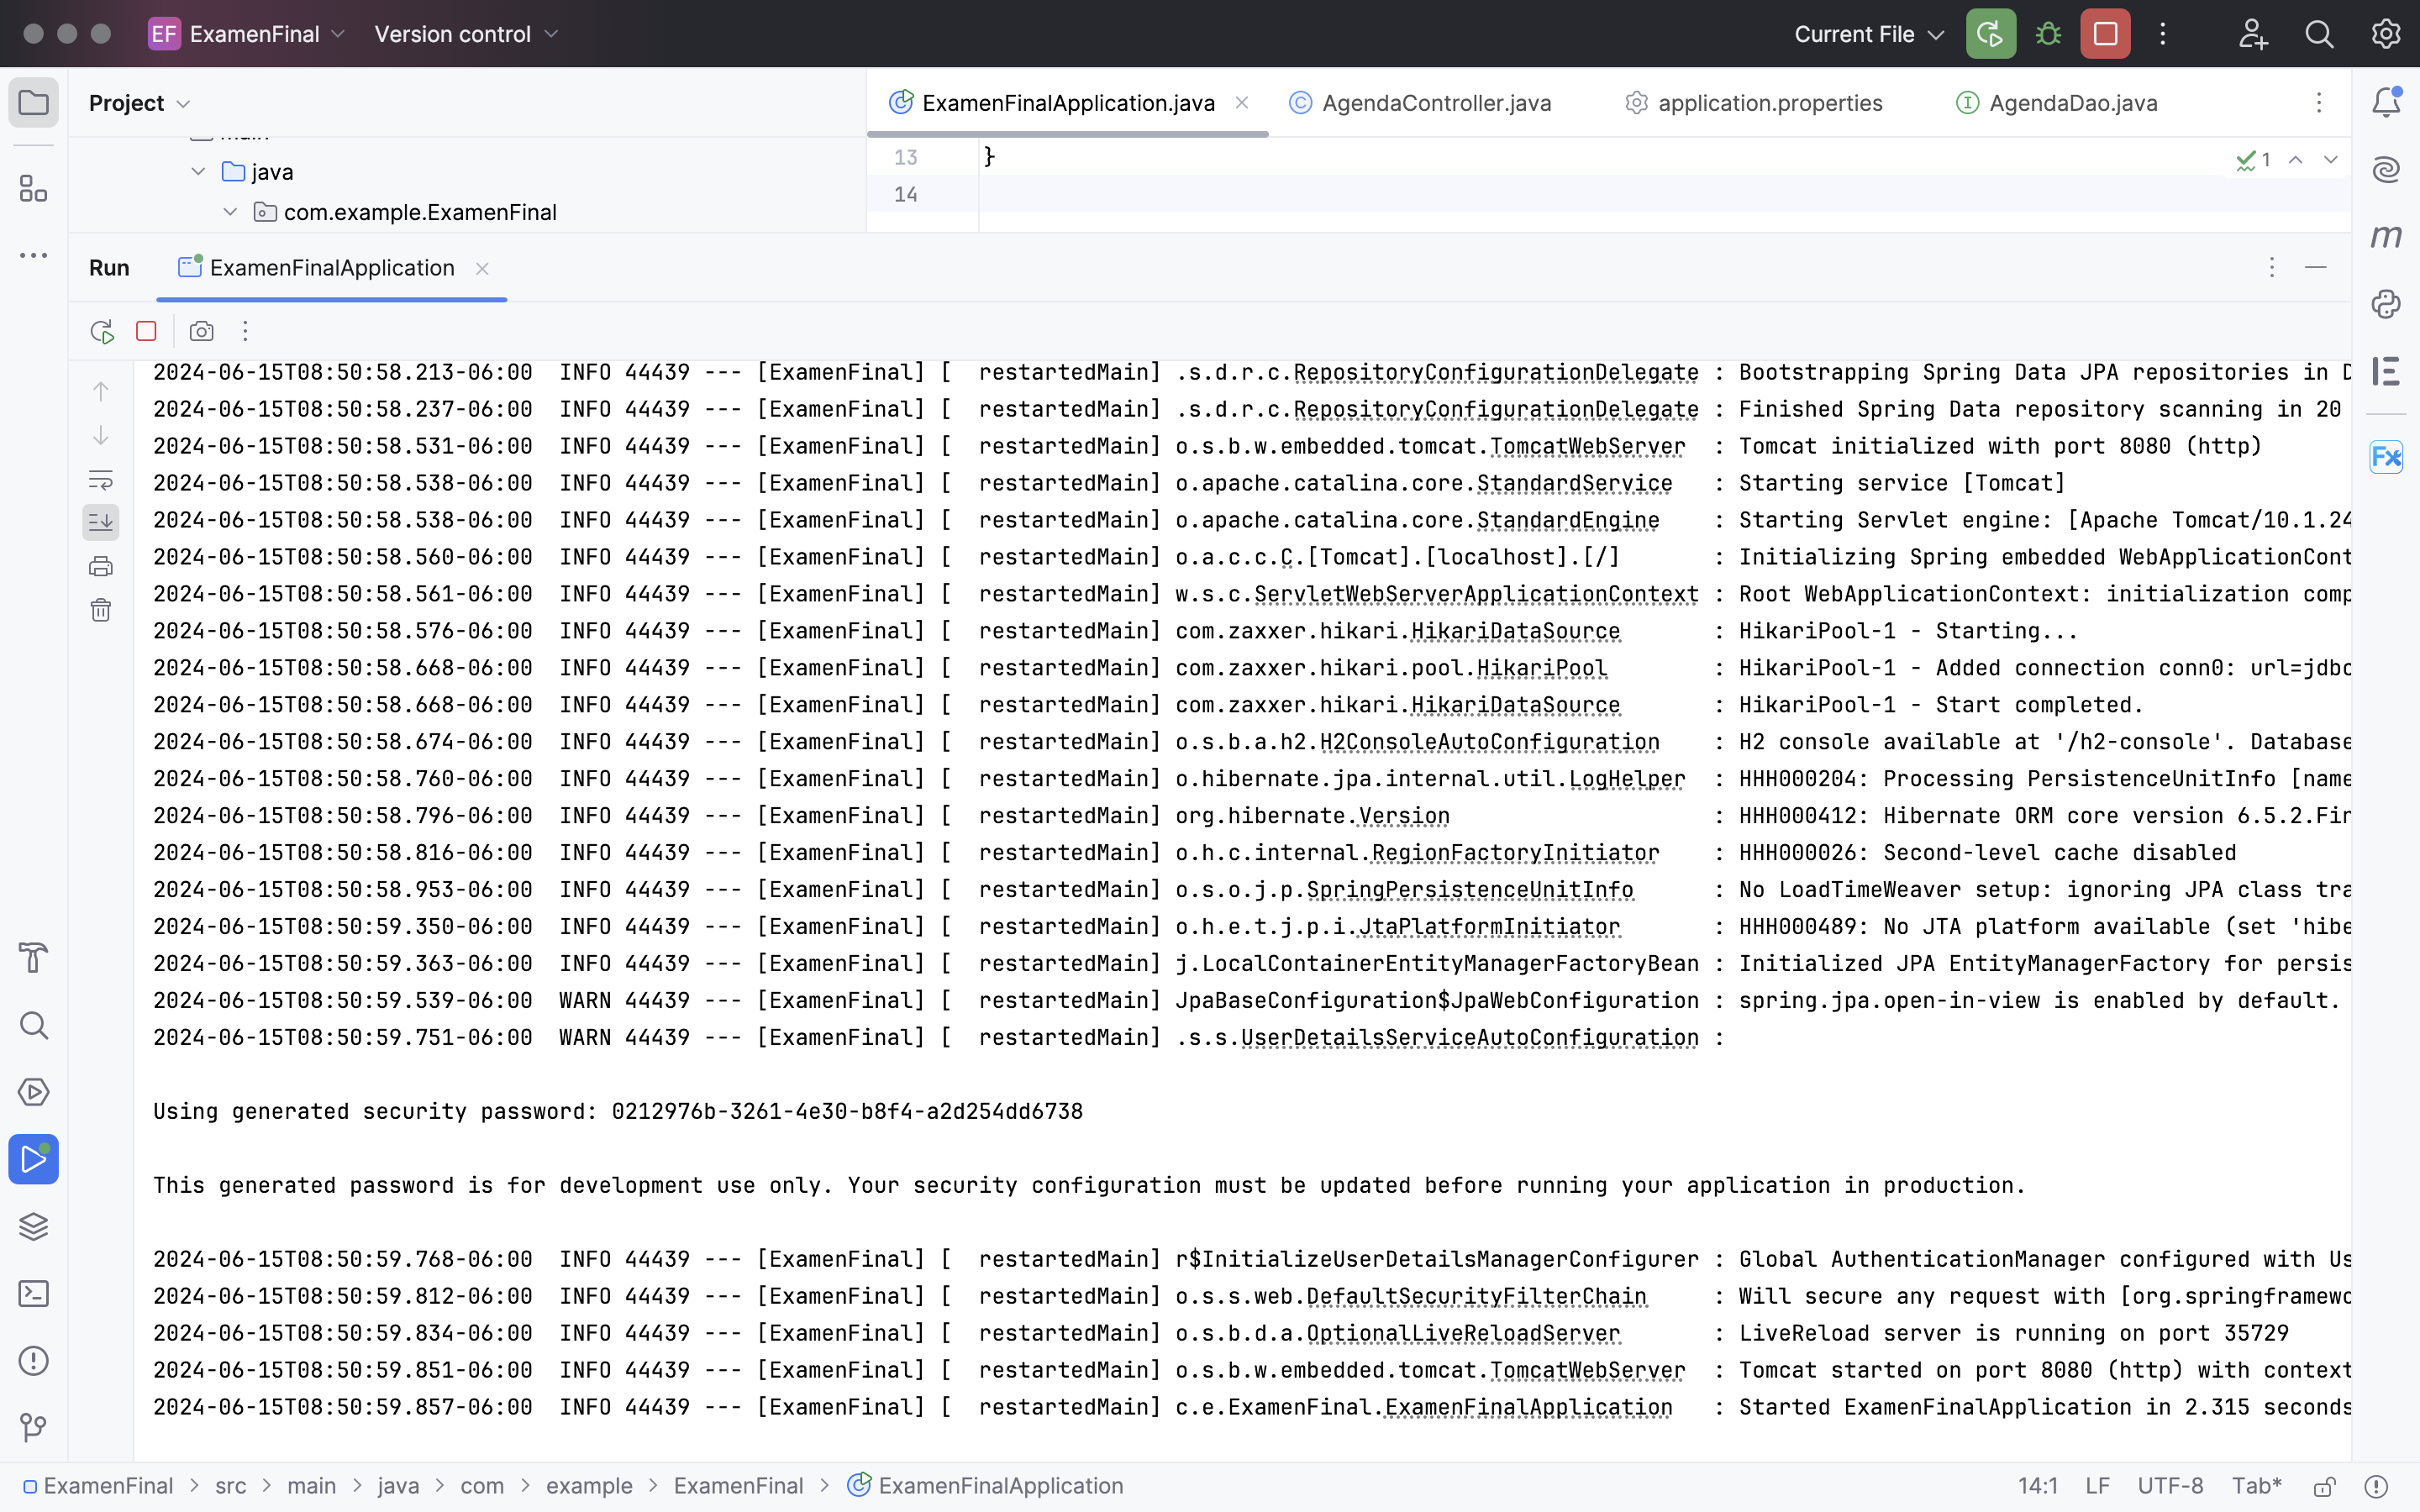 EF ExamenFinal Version control Current File
Project
ExamenFinalApplication.java AgendaController.java application.properties AgendaDao.java
main
java
com.example.ExamenFinal
13 }
14
1
Run ExamenFinalApplication
2024-06-15T08:50:58.213-06:00  INFO 44439 --- [ExamenFinal] [  restartedMain] .s.d.r.c.RepositoryConfigurationDelegate : Bootstrapping Spring Data JPA repositories in D
2024-06-15T08:50:58.237-06:00  INFO 44439 --- [ExamenFinal] [  restartedMain] .s.d.r.c.RepositoryConfigurationDelegate : Finished Spring Data repository scanning in 20
2024-06-15T08:50:58.531-06:00  INFO 44439 --- [ExamenFinal] [  restartedMain] o.s.b.w.embedded.tomcat.TomcatWebServer  : Tomcat initialized with port 8080 (http)
2024-06-15T08:50:58.538-06:00  INFO 44439 --- [ExamenFinal] [  restartedMain] o.apache.catalina.core.StandardService   : Starting service [Tomcat]
2024-06-15T08:50:58.538-06:00  INFO 44439 --- [ExamenFinal] [  restartedMain] o.apache.catalina.core.StandardEngine    : Starting Servlet engine: [Apache Tomcat/10.1.24
2024-06-15T08:50:58.560-06:00  INFO 44439 --- [ExamenFinal] [  restartedMain] o.a.c.c.C.[Tomcat].[localhost].[/]       : Initializing Spring embedded WebApplicationCont
2024-06-15T08:50:58.561-06:00  INFO 44439 --- [ExamenFinal] [  restartedMain] w.s.c.ServletWebServerApplicationContext : Root WebApplicationContext: initialization comp
2024-06-15T08:50:58.576-06:00  INFO 44439 --- [ExamenFinal] [  restartedMain] com.zaxxer.hikari.HikariDataSource       : HikariPool-1 - Starting...
2024-06-15T08:50:58.668-06:00  INFO 44439 --- [ExamenFinal] [  restartedMain] com.zaxxer.hikari.pool.HikariPool        : HikariPool-1 - Added connection conn0: url=jdbc
2024-06-15T08:50:58.668-06:00  INFO 44439 --- [ExamenFinal] [  restartedMain] com.zaxxer.hikari.HikariDataSource       : HikariPool-1 - Start completed.
2024-06-15T08:50:58.674-06:00  INFO 44439 --- [ExamenFinal] [  restartedMain] o.s.b.a.h2.H2ConsoleAutoConfiguration    : H2 console available at '/h2-console'. Database
2024-06-15T08:50:58.760-06:00  INFO 44439 --- [ExamenFinal] [  restartedMain] o.hibernate.jpa.internal.util.LogHelper  : HHH000204: Processing PersistenceUnitInfo [name
2024-06-15T08:50:58.796-06:00  INFO 44439 --- [ExamenFinal] [  restartedMain] org.hibernate.Version                    : HHH000412: Hibernate ORM core version 6.5.2.Fin
2024-06-15T08:50:58.816-06:00  INFO 44439 --- [ExamenFinal] [  restartedMain] o.h.c.internal.RegionFactoryInitiator    : HHH000026: Second-level cache disabled
2024-06-15T08:50:58.953-06:00  INFO 44439 --- [ExamenFinal] [  restartedMain] o.s.o.j.p.SpringPersistenceUnitInfo      : No LoadTimeWeaver setup: ignoring JPA class tra
2024-06-15T08:50:59.350-06:00  INFO 44439 --- [ExamenFinal] [  restartedMain] o.h.e.t.j.p.i.JtaPlatformInitiator       : HHH000489: No JTA platform available (set 'hibe
2024-06-15T08:50:59.363-06:00  INFO 44439 --- [ExamenFinal] [  restartedMain] j.LocalContainerEntityManagerFactoryBean : Initialized JPA EntityManagerFactory for persis
2024-06-15T08:50:59.539-06:00  WARN 44439 --- [ExamenFinal] [  restartedMain] JpaBaseConfiguration$JpaWebConfiguration : spring.jpa.open-in-view is enabled by default.
2024-06-15T08:50:59.751-06:00  WARN 44439 --- [ExamenFinal] [  restartedMain] .s.s.UserDetailsServiceAutoConfiguration :
Using generated security password: 0212976b-3261-4e30-b8f4-a2d254dd6738
This generated password is for development use only. Your security configuration must be updated before running your application in production.
2024-06-15T08:50:59.768-06:00  INFO 44439 --- [ExamenFinal] [  restartedMain] r$InitializeUserDetailsManagerConfigurer : Global AuthenticationManager configured with Us
2024-06-15T08:50:59.812-06:00  INFO 44439 --- [ExamenFinal] [  restartedMain] o.s.s.web.DefaultSecurityFilterChain     : Will secure any request with [org.springframewo
2024-06-15T08:50:59.834-06:00  INFO 44439 --- [ExamenFinal] [  restartedMain] o.s.b.d.a.OptionalLiveReloadServer       : LiveReload server is running on port 35729
2024-06-15T08:50:59.851-06:00  INFO 44439 --- [ExamenFinal] [  restartedMain] o.s.b.w.embedded.tomcat.TomcatWebServer  : Tomcat started on port 8080 (http) with context
2024-06-15T08:50:59.857-06:00  INFO 44439 --- [ExamenFinal] [  restartedMain] c.e.ExamenFinal.ExamenFinalApplication   : Started ExamenFinalApplication in 2.315 seconds
ExamenFinal > src > main > java > com > example > ExamenFinal > ExamenFinalApplication 14:1 LF UTF-8 Tab*